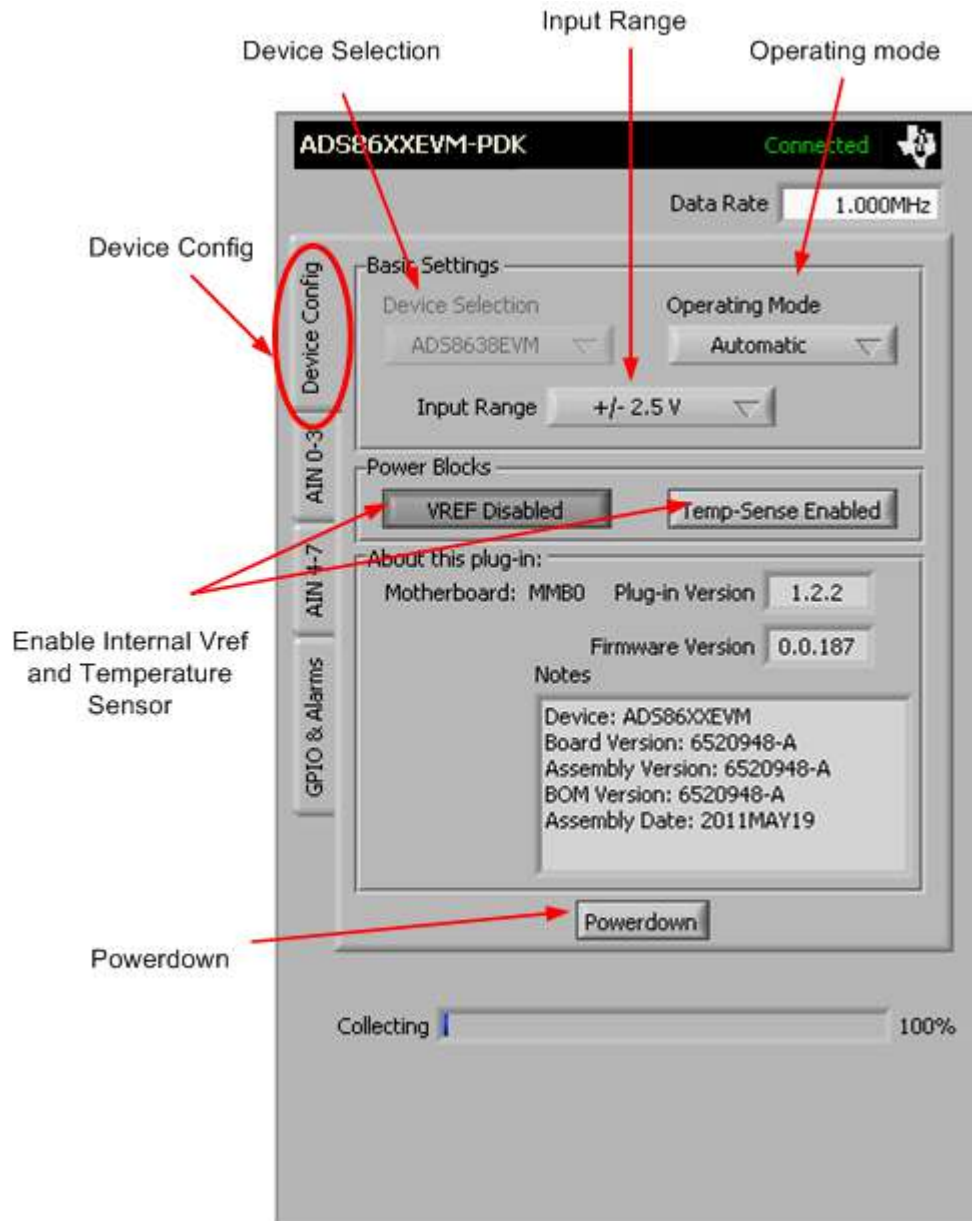 Input Range
Device Selection
Operating mode
ADS86XXEVM-PDK
Connected
Data Rate 1.000MHz
Device Config
Device Config
Basic Settings
Device Selection
Operating Mode
ADS8638EVM
Automatic
Input Range +/- 2.5 V
AIN 0-3
Power Blocks
VREF Disabled
Temp-Sense Enabled
AIN 4-7
About this plug-in:
Motherboard: MMB0
Plug-in Version 1.2.2
Firmware Version 0.0.187
Enable Internal Vref
and Temperature
Sensor
GPIO & Alarms
Notes
Device: ADS86XXEVM
Board Version: 6520948-A
Assembly Version: 6520948-A
BOM Version: 6520948-A
Assembly Date: 2011MAY19
Powerdown
Powerdown
Collecting
100%